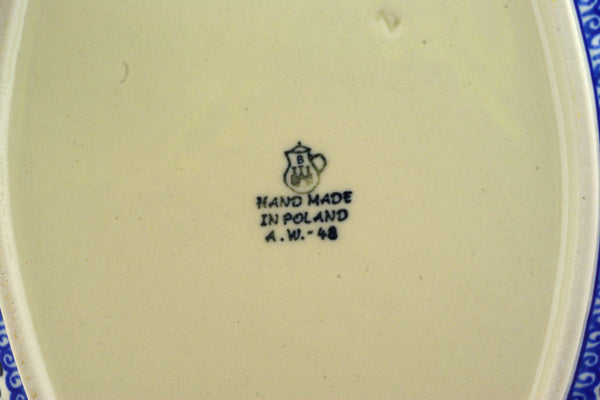 B
HAND MADE
IN POLAND
A.W.-48